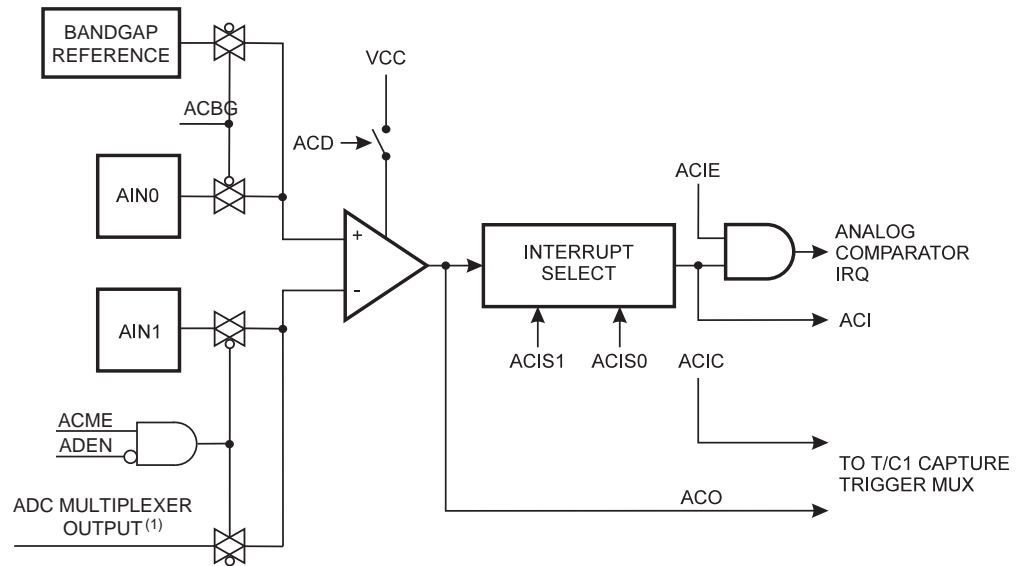 BANDGAP
REFERENCE
VCC
ACBG
ACD
AIN0
ACIE
+
INTERRUPT
SELECT
ANALOG
COMPARATOR
IRQ
-
AIN1
ACI
ACIS1
ACIS0
ACIC
ACME
ADEN
TO T/C1 CAPTURE
TRIGGER MUX
ACO
ADC MULTIPLEXER
OUTPUT (1)